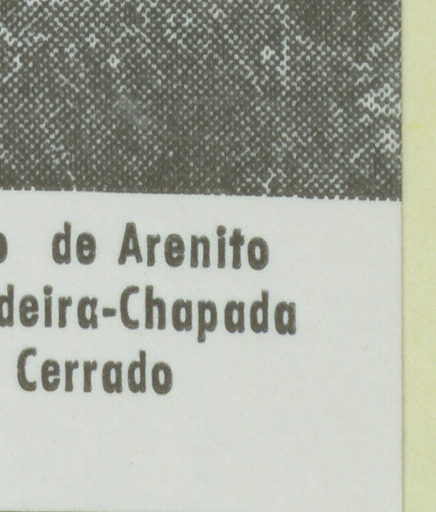 o de Arenito
deira-Chapada
Cerrado